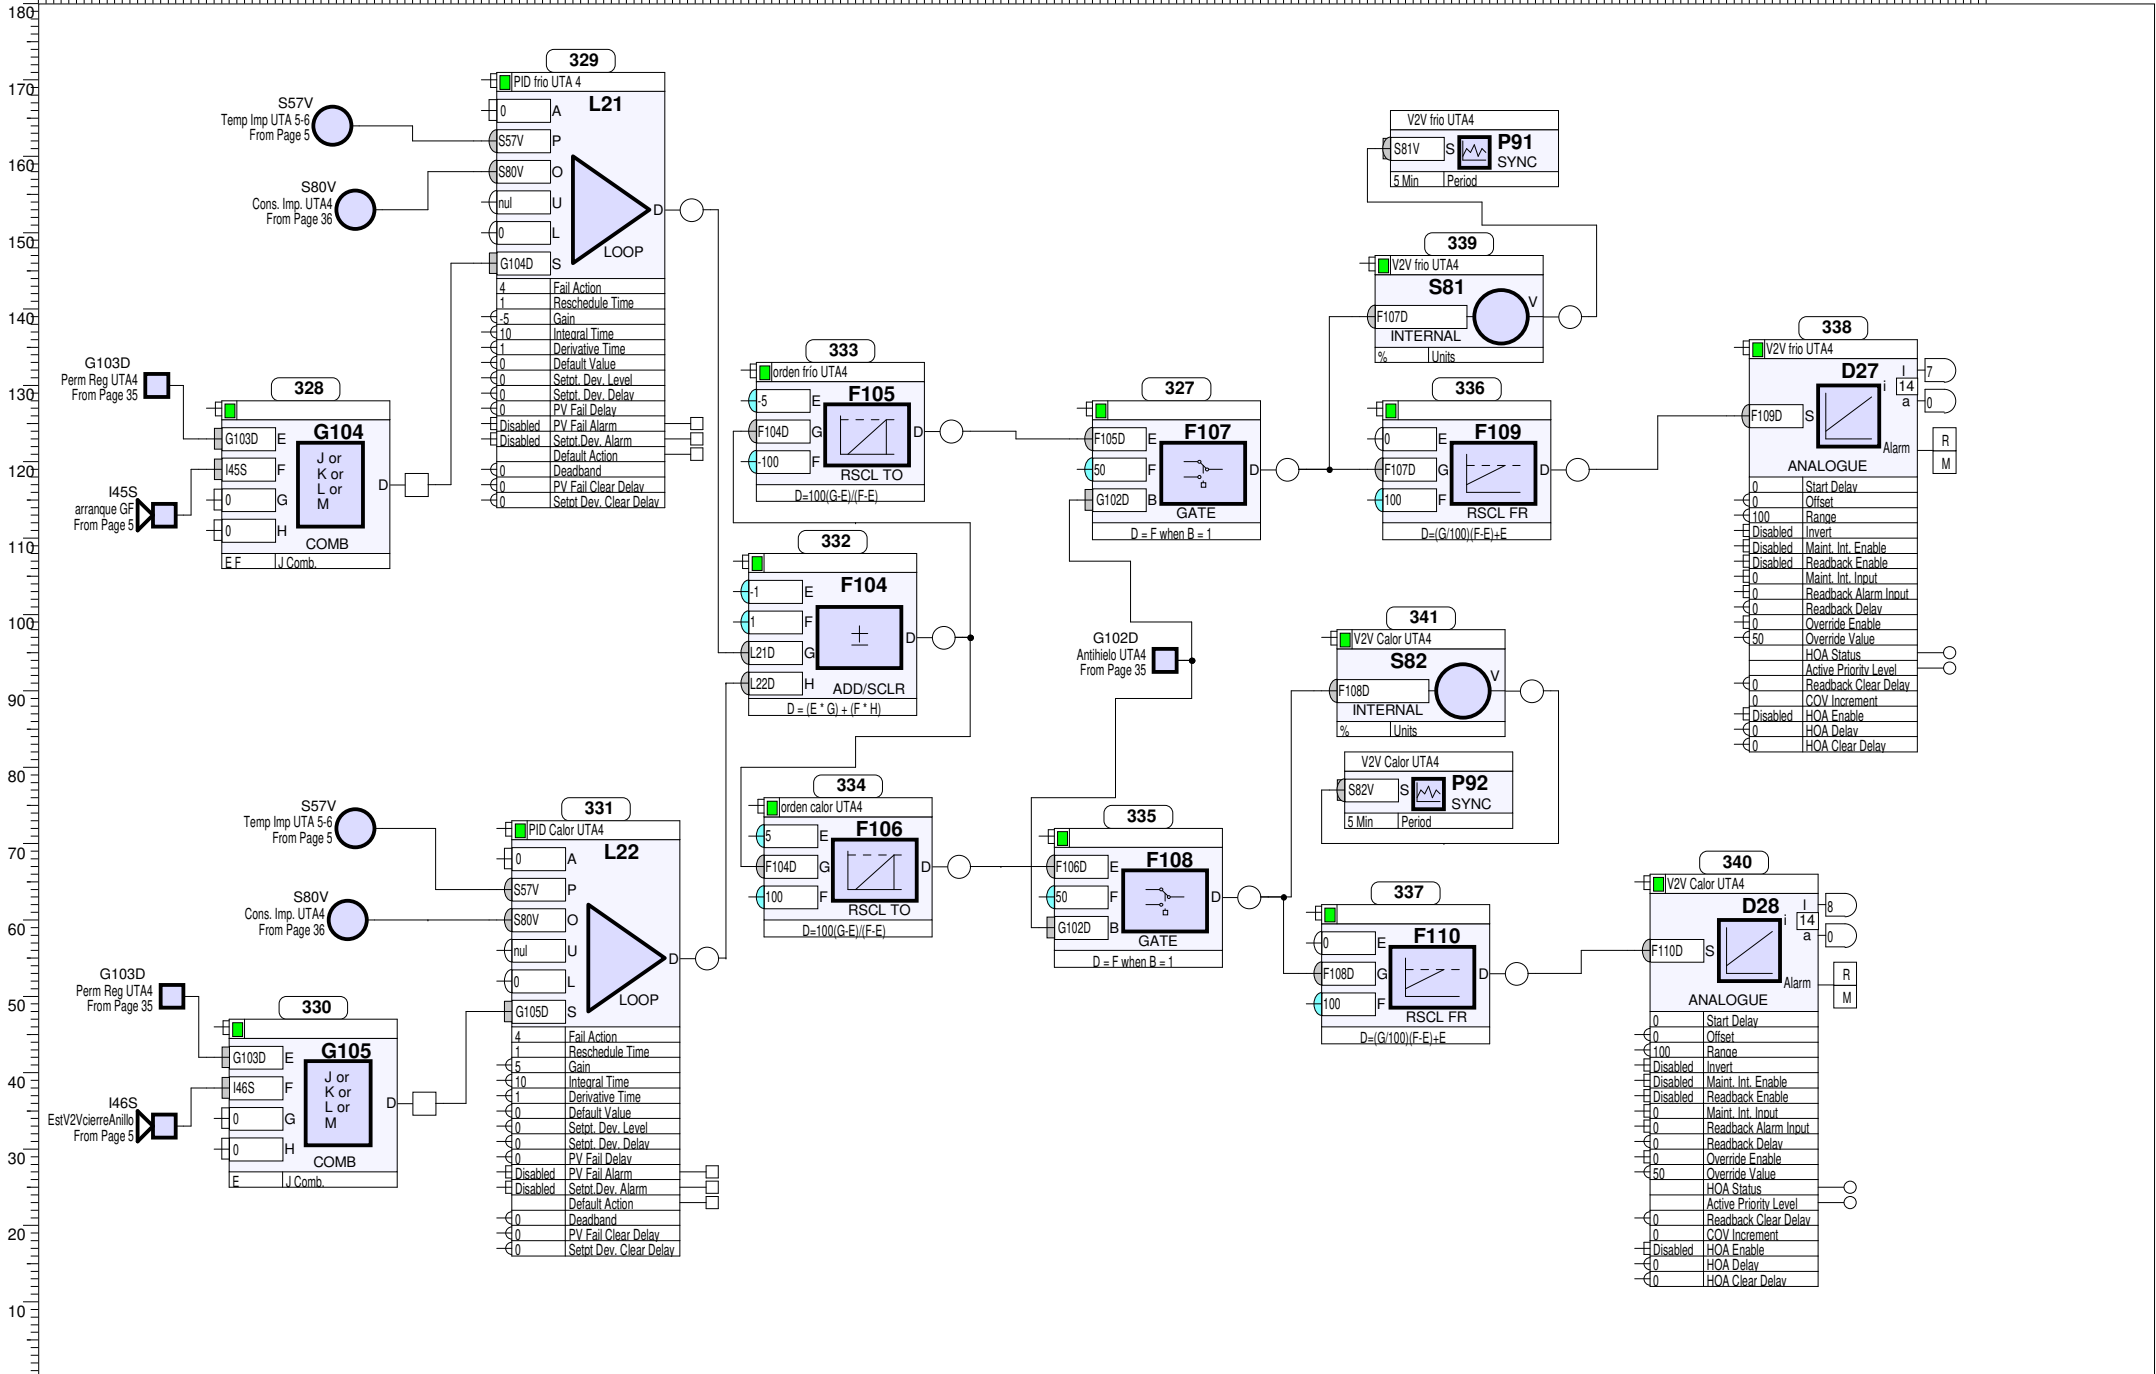 180
170
160
150
140
130
120
110
100
90
80
70
60
50
40
30
20
10
S57V
Temp Imp UTA 5-6
From Page 5
S80V
Cons. Imp. UTA4
From Page 36
G103D
Perm Reg UTA4
From Page 35
I45S
arranque GF
From Page 5
328
G104
G103D E
I45S F
0 G
0 H
J or
K or
L or
M
D
COMB
E F J Comb.
329
PID frio UTA 4
L21
0 A
S57V P
S80V O
nul U
0 L
G104D S
D
LOOP
4 Fail Action
1 Reschedule Time
-5 Gain
10 Integral Time
1 Derivative Time
0 Default Value
0 Setpt. Dev. Level
0 Setpt. Dev. Delay
0 PV Fail Delay
Disabled PV Fail Alarm
Disabled Setpt.Dev. Alarm
Default Action
0 Deadband
0 PV Fail Clear Delay
0 Setpt Dev. Clear Delay
333
orden frío UTA4
F105
-5 E
F104D G
-100 F
D
RSCL TO
D=100(G-E)/(F-E)
332
F104
-1 E
1 F
L21D G
L22D H
±
D
ADD/SCLR
D = (E * G) + (F * H)
327
F107
F105D E
50 F
G102D B
D
GATE
D = F when B = 1
G102D
Antihielo UTA4
From Page 35
V2V frio UTA4
P91
S81V S
SYNC
5 Min Period
339
V2V frio UTA4
S81
F107D
V
INTERNAL
% Units
336
F109
0 E
F107D G
100 F
D
RSCL FR
D=(G/100)(F-E)+E
338
V2V frio UTA4
D27
F109D S
I 7
i 14
a 0
Alarm
R
M
ANALOGUE
0 Start Delay
0 Offset
100 Range
Disabled Invert
Disabled Maint. Int. Enable
Disabled Readback Enable
0 Maint. Int. Input
0 Readback Alarm Input
0 Readback Delay
0 Override Enable
50 Override Value
HOA Status
Active Priority Level
0 Readback Clear Delay
0 COV Increment
Disabled HOA Enable
0 HOA Delay
0 HOA Clear Delay
341
V2V Calor UTA4
S82
F108D
V
INTERNAL
% Units
V2V Calor UTA4
P92
S82V S
SYNC
5 Min Period
S57V
Temp Imp UTA 5-6
From Page 5
S80V
Cons. Imp. UTA4
From Page 36
G103D
Perm Reg UTA4
From Page 35
I46S
EstV2VcierreAnillo
From Page 5
330
G105
G103D E
I46S F
0 G
0 H
J or
K or
L or
M
D
COMB
E J Comb.
331
PID Calor UTA4
L22
0 A
S57V P
S80V O
nul U
0 L
G105D S
D
LOOP
4 Fail Action
1 Reschedule Time
5 Gain
10 Integral Time
1 Derivative Time
0 Default Value
0 Setpt. Dev. Level
0 Setpt. Dev. Delay
0 PV Fail Delay
Disabled PV Fail Alarm
Disabled Setpt.Dev. Alarm
Default Action
0 Deadband
0 PV Fail Clear Delay
0 Setpt Dev. Clear Delay
334
orden calor UTA4
F106
5 E
F104D G
100 F
D
RSCL TO
D=100(G-E)/(F-E)
335
F108
F106D E
50 F
G102D B
D
GATE
D = F when B = 1
337
F110
0 E
F108D G
100 F
D
RSCL FR
D=(G/100)(F-E)+E
340
V2V Calor UTA4
D28
F110D S
I 8
i 14
a 0
Alarm
R
M
ANALOGUE
0 Start Delay
0 Offset
100 Range
Disabled Invert
Disabled Maint. Int. Enable
Disabled Readback Enable
0 Maint. Int. Input
0 Readback Alarm Input
0 Readback Delay
0 Override Enable
50 Override Value
HOA Status
Active Priority Level
0 Readback Clear Delay
0 COV Increment
Disabled HOA Enable
0 HOA Delay
0 HOA Clear Delay